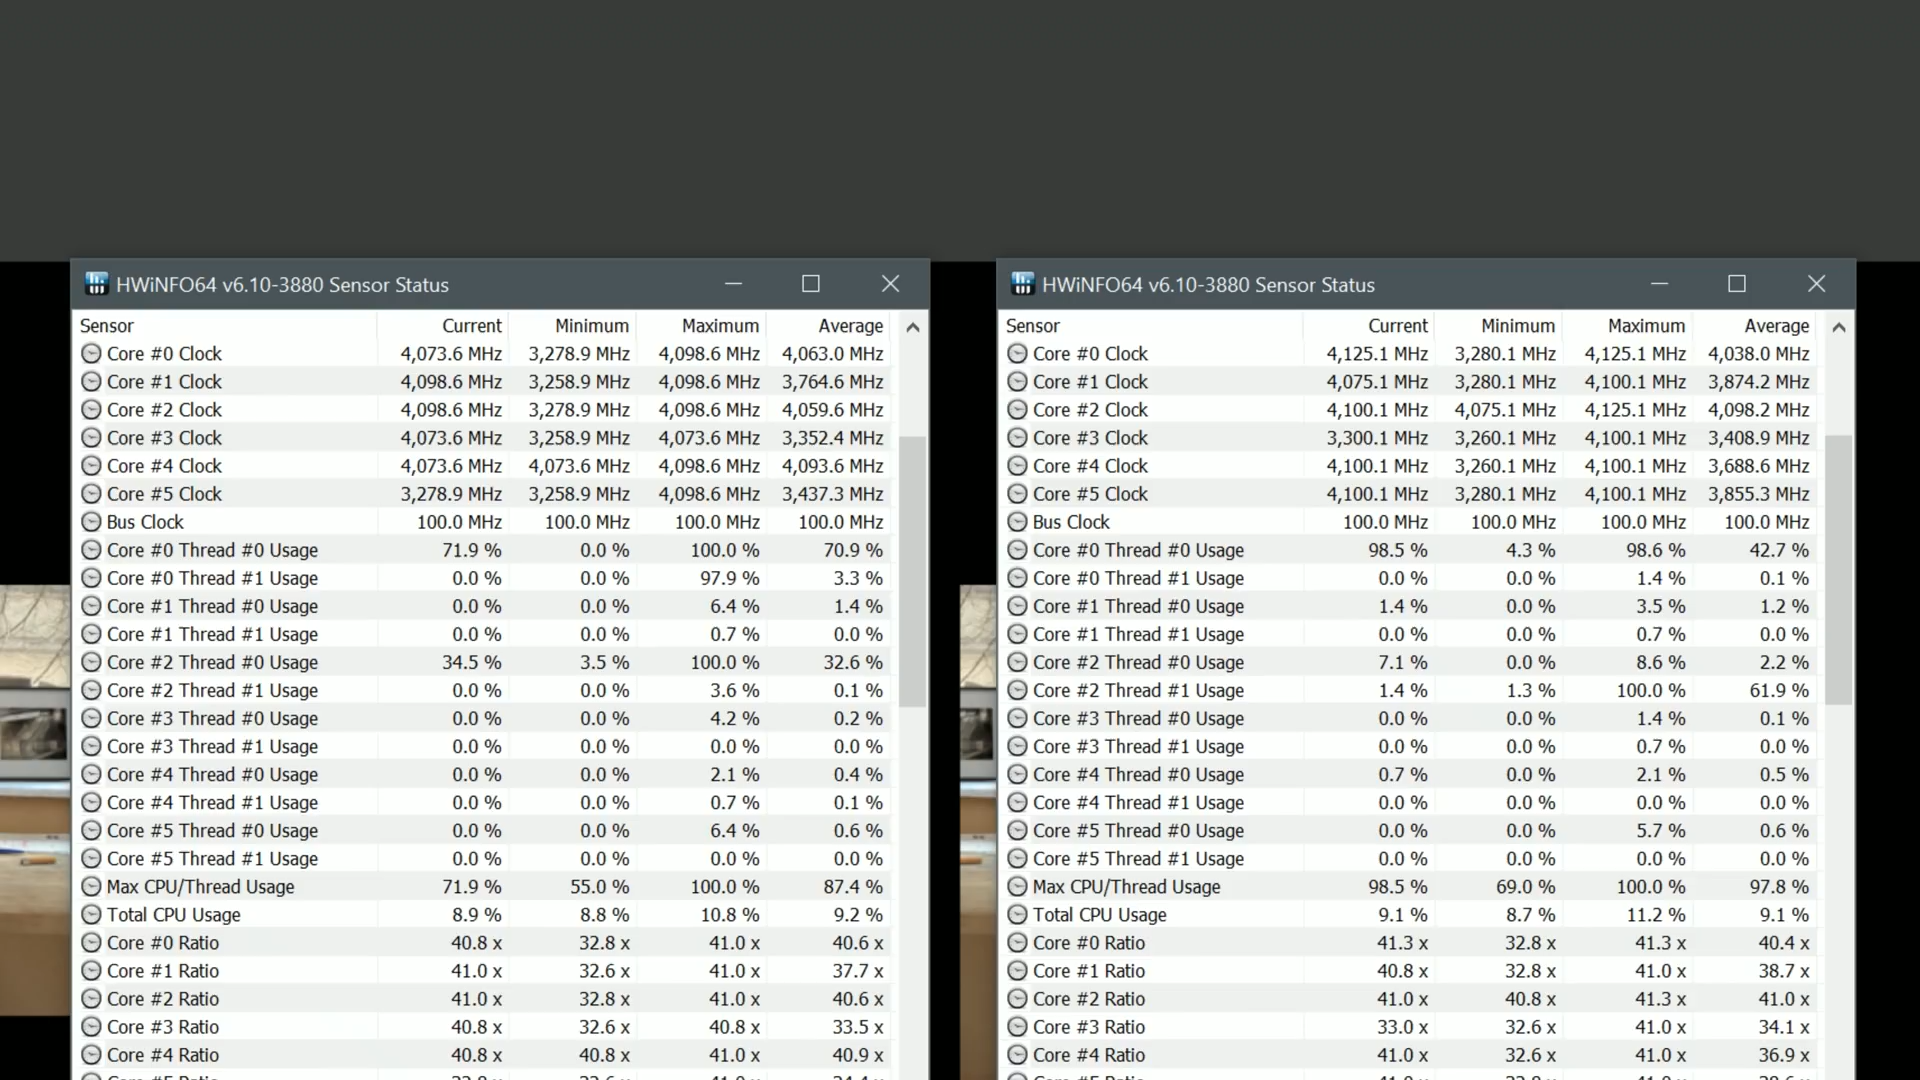 HWiNFO64 v6.10-3880 Sensor Status
Sensor Current Minimum Maximum Average
Core #0 Clock 4,073.6 MHz 3,278.9 MHz 4,098.6 MHz 4,063.0 MHz
Core #1 Clock 4,098.6 MHz 3,258.9 MHz 4,098.6 MHz 3,764.6 MHz
Core #2 Clock 4,098.6 MHz 3,278.9 MHz 4,098.6 MHz 4,059.6 MHz
Core #3 Clock 4,073.6 MHz 3,258.9 MHz 4,073.6 MHz 3,352.4 MHz
Core #4 Clock 4,073.6 MHz 4,073.6 MHz 4,098.6 MHz 4,093.6 MHz
Core #5 Clock 3,278.9 MHz 3,258.9 MHz 4,098.6 MHz 3,437.3 MHz
Bus Clock 100.0 MHz 100.0 MHz 100.0 MHz 100.0 MHz
Core #0 Thread #0 Usage 71.9 % 0.0 % 100.0 % 70.9 %
Core #0 Thread #1 Usage 0.0 % 0.0 % 97.9 % 3.3 %
Core #1 Thread #0 Usage 0.0 % 0.0 % 6.4 % 1.4 %
Core #1 Thread #1 Usage 0.0 % 0.0 % 0.7 % 0.0 %
Core #2 Thread #0 Usage 34.5 % 3.5 % 100.0 % 32.6 %
Core #2 Thread #1 Usage 0.0 % 0.0 % 3.6 % 0.1 %
Core #3 Thread #0 Usage 0.0 % 0.0 % 4.2 % 0.2 %
Core #3 Thread #1 Usage 0.0 % 0.0 % 0.0 % 0.0 %
Core #4 Thread #0 Usage 0.0 % 0.0 % 2.1 % 0.4 %
Core #4 Thread #1 Usage 0.0 % 0.0 % 0.7 % 0.1 %
Core #5 Thread #0 Usage 0.0 % 0.0 % 6.4 % 0.6 %
Core #5 Thread #1 Usage 0.0 % 0.0 % 0.0 % 0.0 %
Max CPU/Thread Usage 71.9 % 55.0 % 100.0 % 87.4 %
Total CPU Usage 8.9 % 8.8 % 10.8 % 9.2 %
Core #0 Ratio 40.8 x 32.8 x 41.0 x 40.6 x
Core #1 Ratio 41.0 x 32.6 x 41.0 x 37.7 x
Core #2 Ratio 41.0 x 32.8 x 41.0 x 40.6 x
Core #3 Ratio 40.8 x 32.6 x 40.8 x 33.5 x
Core #4 Ratio 40.8 x 40.8 x 41.0 x 40.9 x
HWiNFO64 v6.10-3880 Sensor Status
Sensor Current Minimum Maximum Average
Core #0 Clock 4,125.1 MHz 3,280.1 MHz 4,125.1 MHz 4,038.0 MHz
Core #1 Clock 4,075.1 MHz 3,280.1 MHz 4,100.1 MHz 3,874.2 MHz
Core #2 Clock 4,100.1 MHz 4,075.1 MHz 4,125.1 MHz 4,098.2 MHz
Core #3 Clock 3,300.1 MHz 3,260.1 MHz 4,100.1 MHz 3,408.9 MHz
Core #4 Clock 4,100.1 MHz 3,260.1 MHz 4,100.1 MHz 3,688.6 MHz
Core #5 Clock 4,100.1 MHz 3,280.1 MHz 4,100.1 MHz 3,855.3 MHz
Bus Clock 100.0 MHz 100.0 MHz 100.0 MHz 100.0 MHz
Core #0 Thread #0 Usage 98.5 % 4.3 % 98.6 % 42.7 %
Core #0 Thread #1 Usage 0.0 % 0.0 % 1.4 % 0.1 %
Core #1 Thread #0 Usage 1.4 % 0.0 % 3.5 % 1.2 %
Core #1 Thread #1 Usage 0.0 % 0.0 % 0.7 % 0.0 %
Core #2 Thread #0 Usage 7.1 % 0.0 % 8.6 % 2.2 %
Core #2 Thread #1 Usage 1.4 % 1.3 % 100.0 % 61.9 %
Core #3 Thread #0 Usage 0.0 % 0.0 % 1.4 % 0.1 %
Core #3 Thread #1 Usage 0.0 % 0.0 % 0.7 % 0.0 %
Core #4 Thread #0 Usage 0.7 % 0.0 % 2.1 % 0.5 %
Core #4 Thread #1 Usage 0.0 % 0.0 % 0.0 % 0.0 %
Core #5 Thread #0 Usage 0.0 % 0.0 % 5.7 % 0.6 %
Core #5 Thread #1 Usage 0.0 % 0.0 % 0.0 % 0.0 %
Max CPU/Thread Usage 98.5 % 69.0 % 100.0 % 97.8 %
Total CPU Usage 9.1 % 8.7 % 11.2 % 9.1 %
Core #0 Ratio 41.3 x 32.8 x 41.3 x 40.4 x
Core #1 Ratio 40.8 x 32.8 x 41.0 x 38.7 x
Core #2 Ratio 41.0 x 40.8 x 41.3 x 41.0 x
Core #3 Ratio 33.0 x 32.6 x 41.0 x 34.1 x
Core #4 Ratio 41.0 x 32.6 x 41.0 x 36.9 x